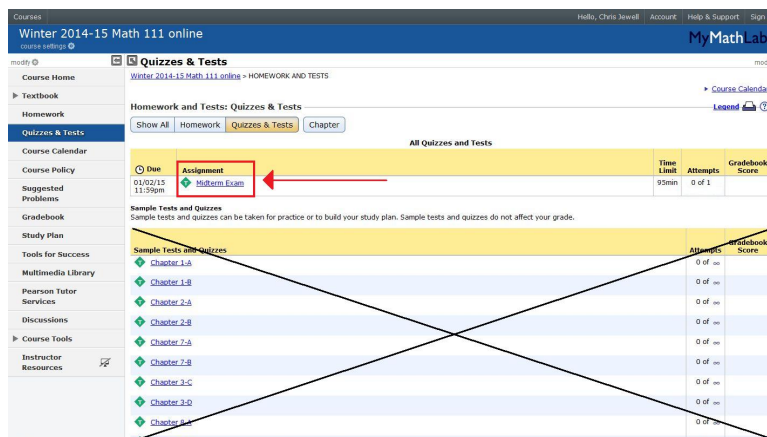 Courses
Hello, Chris Jewell Account Help & Support Sign
Winter 2014-15 Math 111 online
course settings
MyMathLab
modify
Quizzes & Tests
mod
Winter 2014-15 Math 111 online > HOMEWORK AND TESTS
Course Home
Textbook
Homework
Quizzes & Tests
Course Calendar
Course Policy
Suggested
Problems
Gradebook
Study Plan
Tools for Success
Multimedia Library
Pearson Tutor
Services
Discussions
Course Tools
Instructor
Resources
Course Calendar
Homework and Tests: Quizzes & Tests
Legend
Show All Homework Quizzes & Tests Chapter
All Quizzes and Tests
Due Assignment Time Limit Attempts Gradebook Score
01/02/15 11:59pm Midterm Exam 95min 0 of 1
Sample Tests and Quizzes
Sample tests and quizzes can be taken for practice or to build your study plan. Sample tests and quizzes do not affect your grade.
Sample Tests and Quizzes Attempts Gradebook Score
Chapter 1-A 0 of ∞
Chapter 1-B 0 of ∞
Chapter 2-A 0 of ∞
Chapter 2-B 0 of ∞
Chapter 7-A 0 of ∞
Chapter 7-B 0 of ∞
Chapter 3-C 0 of ∞
Chapter 3-D 0 of ∞
Chapter 8-A 0 of ∞